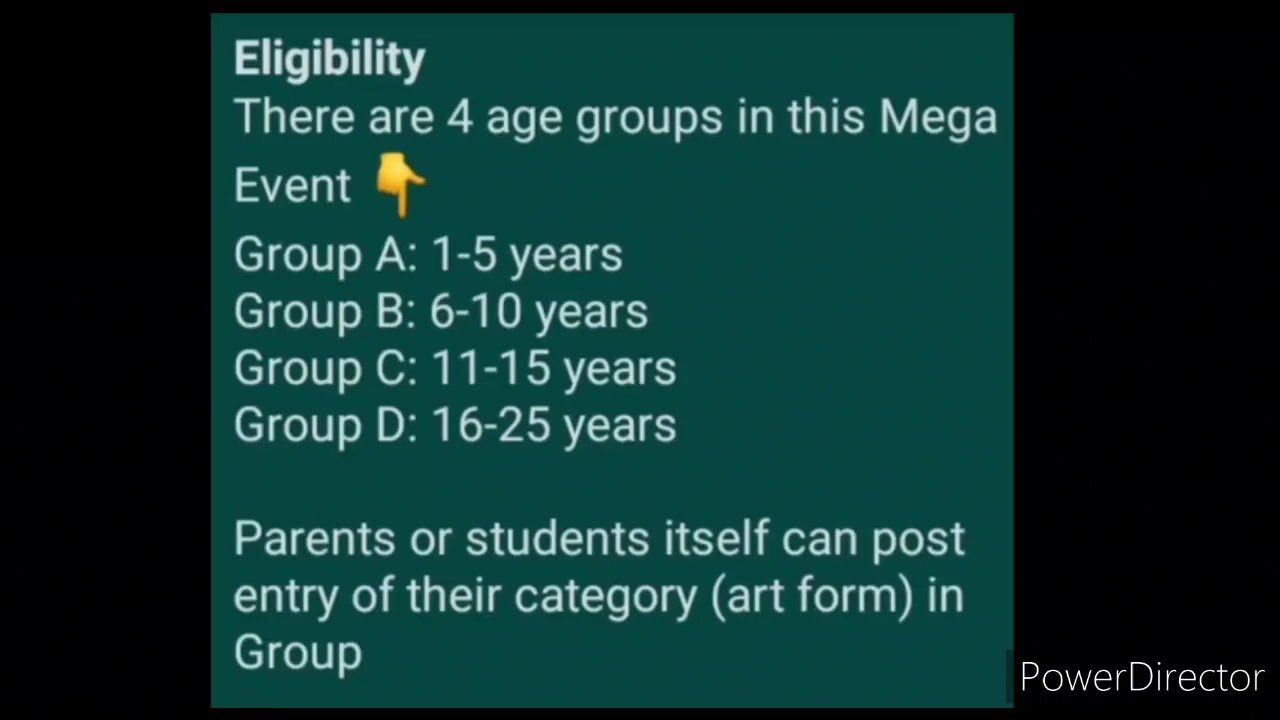 Eligibility
There are 4 age groups in this Mega
Event 👇
Group A: 1-5 years
Group B: 6-10 years
Group C: 11-15 years
Group D: 16-25 years
Parents or students itself can post
entry of their category (art form) in
Group
PowerDirector